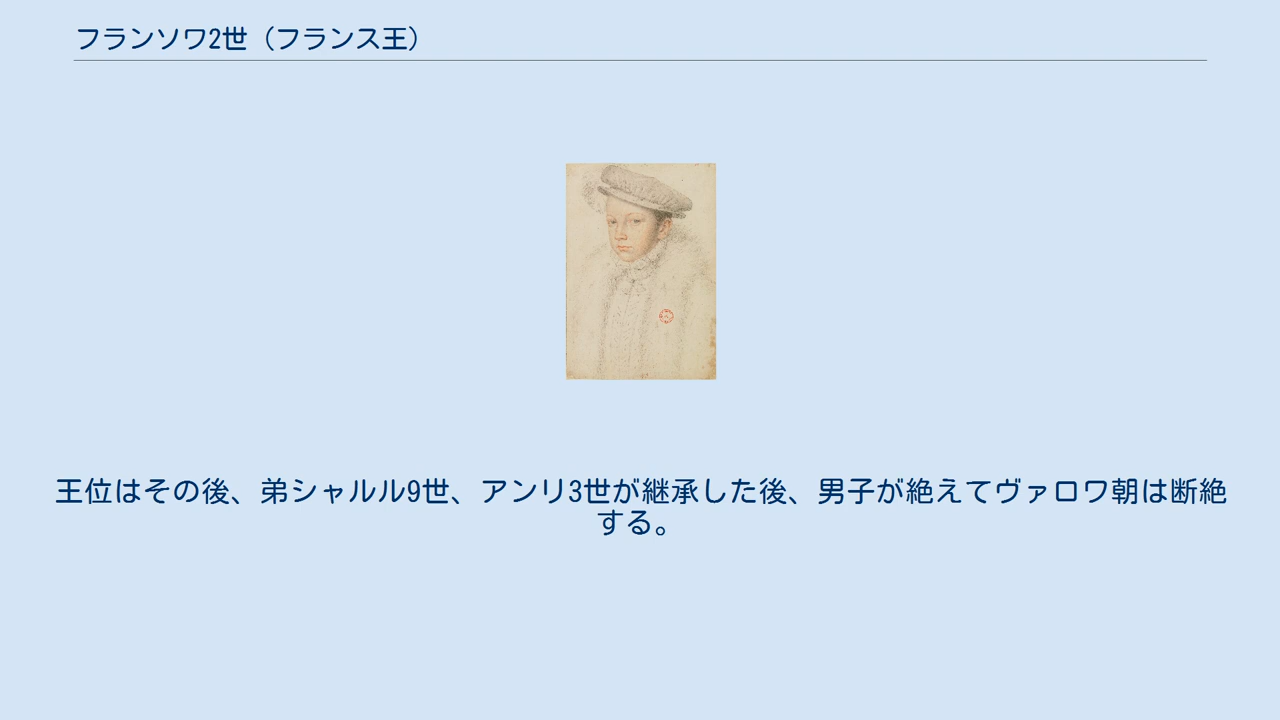 フランソワ2世（フランス王）
王位はその後、弟シャルル9世、アンリ3世が継承した後、男子が絶えてヴァロワ朝は断絶
する。